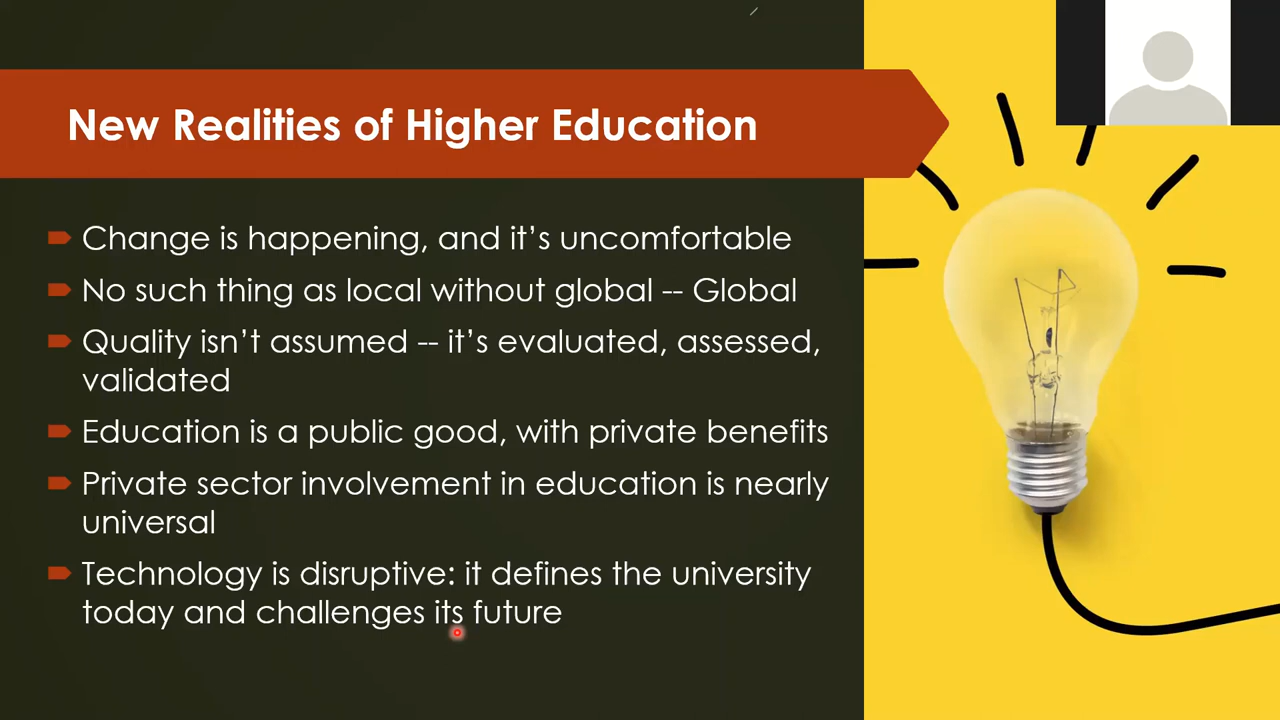 New Realities of Higher Education
Change is happening, and it’s uncomfortable
No such thing as local without global -- Global
Quality isn’t assumed -- it’s evaluated, assessed,
validated
Education is a public good, with private benefits
Private sector involvement in education is nearly
universal
Technology is disruptive: it defines the university
today and challenges its future